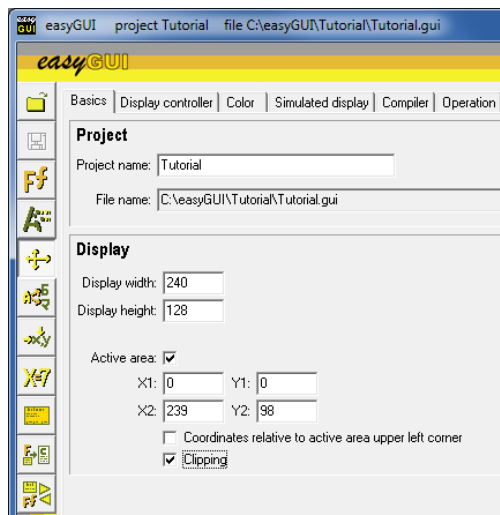 easyGUI project Tutorial file C:\easyGUI\Tutorial\Tutorial.gui
easyGUI
Basics Display controller Color Simulated display Compiler Operation
Project
Project name: Tutorial
File name: C:\easyGUI\Tutorial\Tutorial.gui
Display
Display width: 240
Display height: 128
Active area:
X1: 0 Y1: 0
X2: 239 Y2: 98
Coordinates relative to active area upper left corner
Clipping